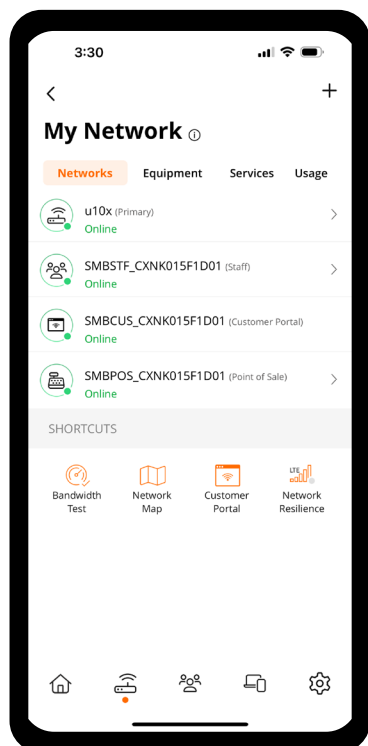 3:30
My Network
Networks Equipment Services Usage
u10x (Primary)
Online
SMBSTF_CXNK015F1D01 (Staff)
Online
SMBCUS_CXNK015F1D01 (Customer Portal)
Online
SMBPOS_CXNK015F1D01 (Point of Sale)
Online
SHORTCUTS
LTE
Bandwidth Network Customer Network
Test Map Portal Resilience